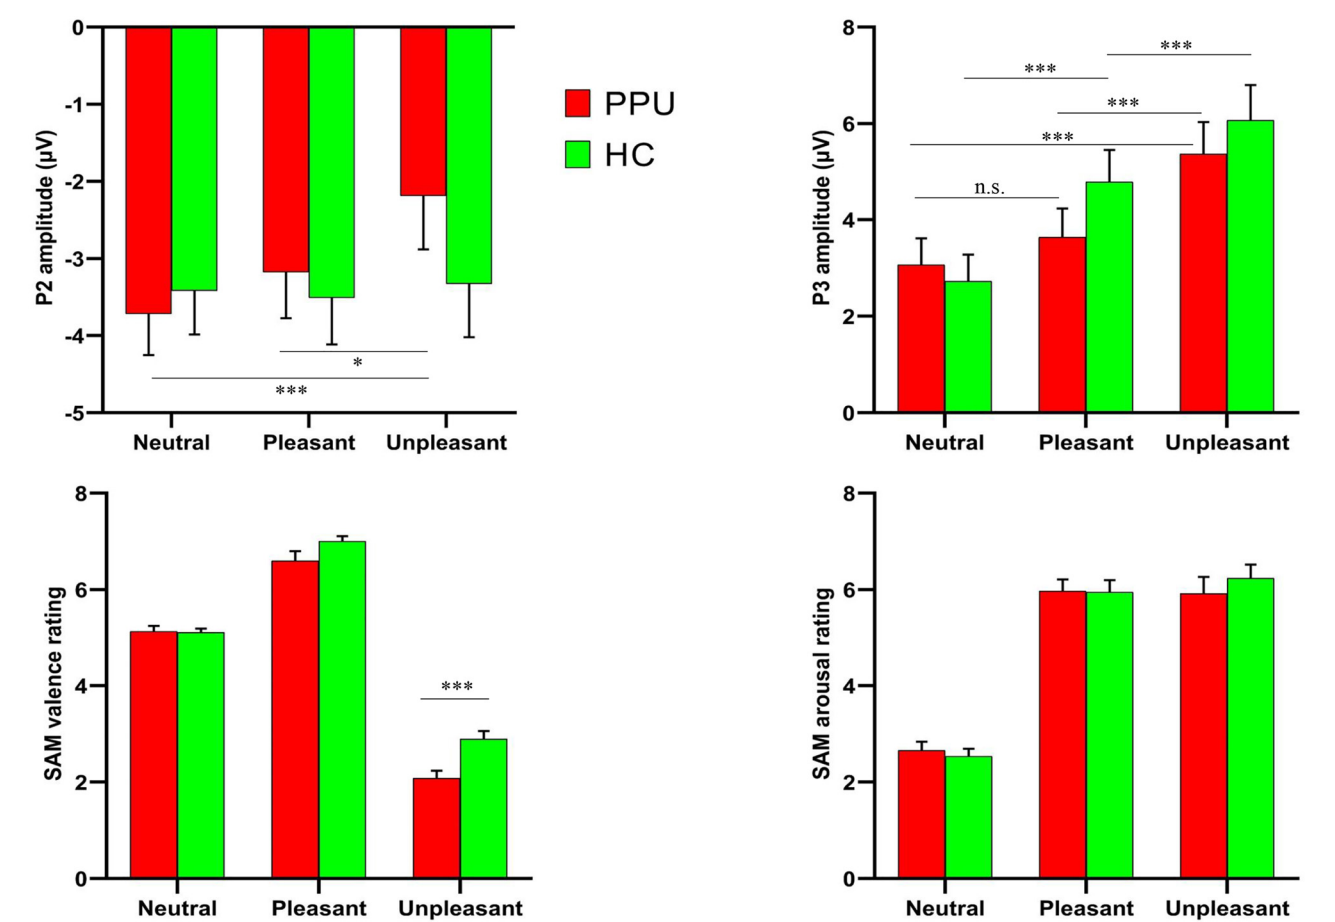 P2 amplitude (µV)
0
-1
-2
-3
-4
-5
*
***
Neutral Pleasant Unpleasant
PPU
HC
P3 amplitude (µV)
8
6
4
2
0
***
***
***
***
n.s.
Neutral Pleasant Unpleasant
SAM valence rating
8
6
4
2
0
***
Neutral Pleasant Unpleasant
SAM arousal rating
8
6
4
2
0
Neutral Pleasant Unpleasant